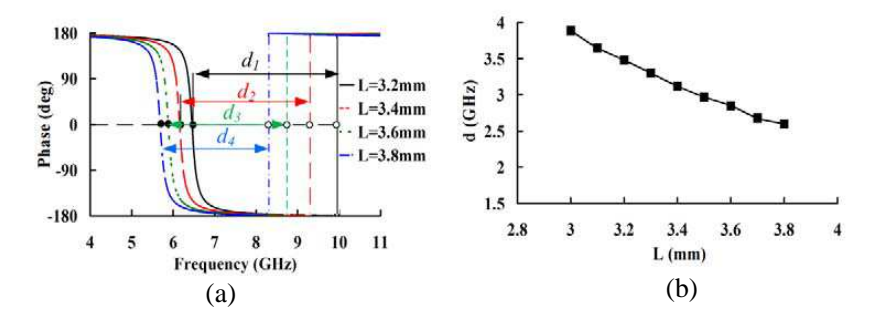 180
90
0
-90
-180
Phase (deg)
4 5 6 7 8 9 10 11
Frequency (GHz)
d1
d2
d3
d4
L=3.2mm
L=3.4mm
L=3.6mm
L=3.8mm
(a)
4
3.5
3
2.5
2
1.5
d (GHz)
2.8 3 3.2 3.4 3.6 3.8 4
L (mm)
(b)